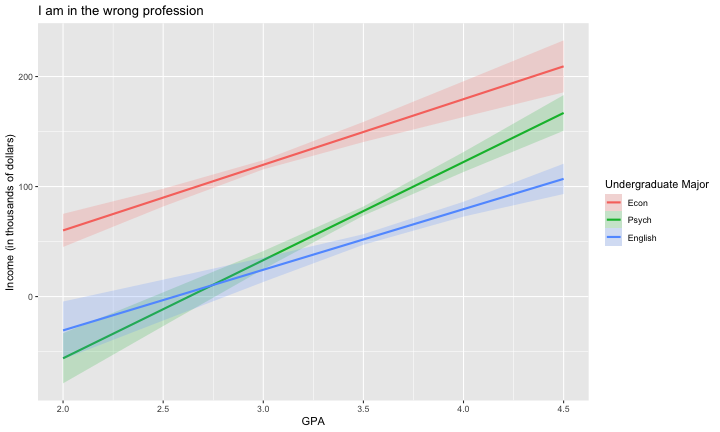 I am in the wrong profession
Income (in thousands of dollars)
200
100
0
2.0 2.5 3.0 3.5 4.0 4.5
GPA
Undergraduate Major
Econ
Psych
English